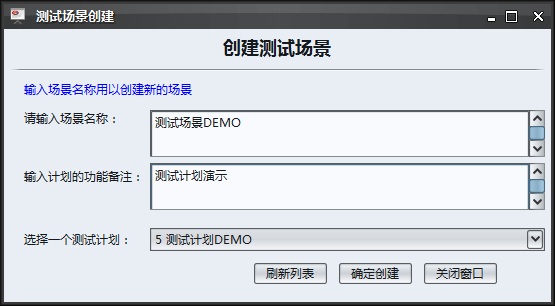 测试场景创建
创建测试场景
输入场景名称用以创建新的场景
请输入场景名称： 测试场景DEMO
输入计划的功能备注： 测试计划演示
选择一个测试计划： 5 测试计划DEMO
刷新列表 确定创建 关闭窗口